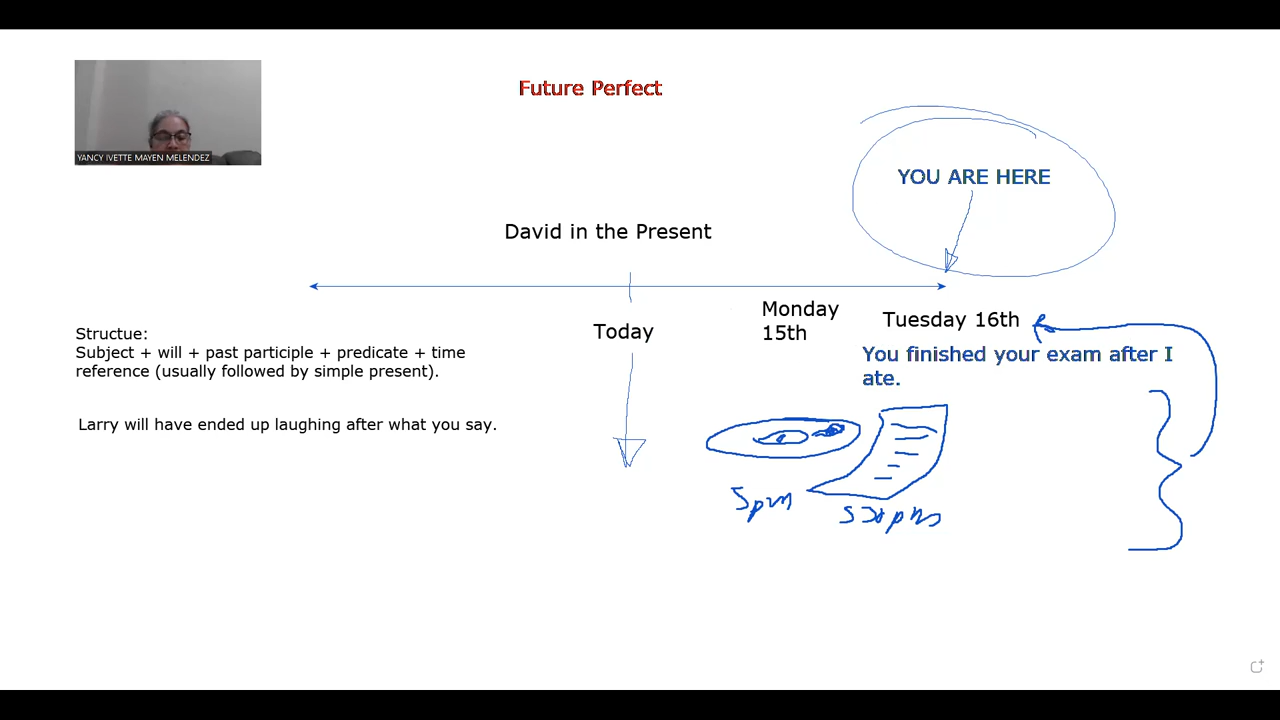 Future Perfect
YANCY IVETTE MAYEN MELENDEZ
YOU ARE HERE
David in the Present
Monday
15th
Today
Tuesday 16th
You finished your exam after I
ate.
Structue:
Subject + will + past participle + predicate + time
reference (usually followed by simple present).
Larry will have ended up laughing after what you say.
5pm